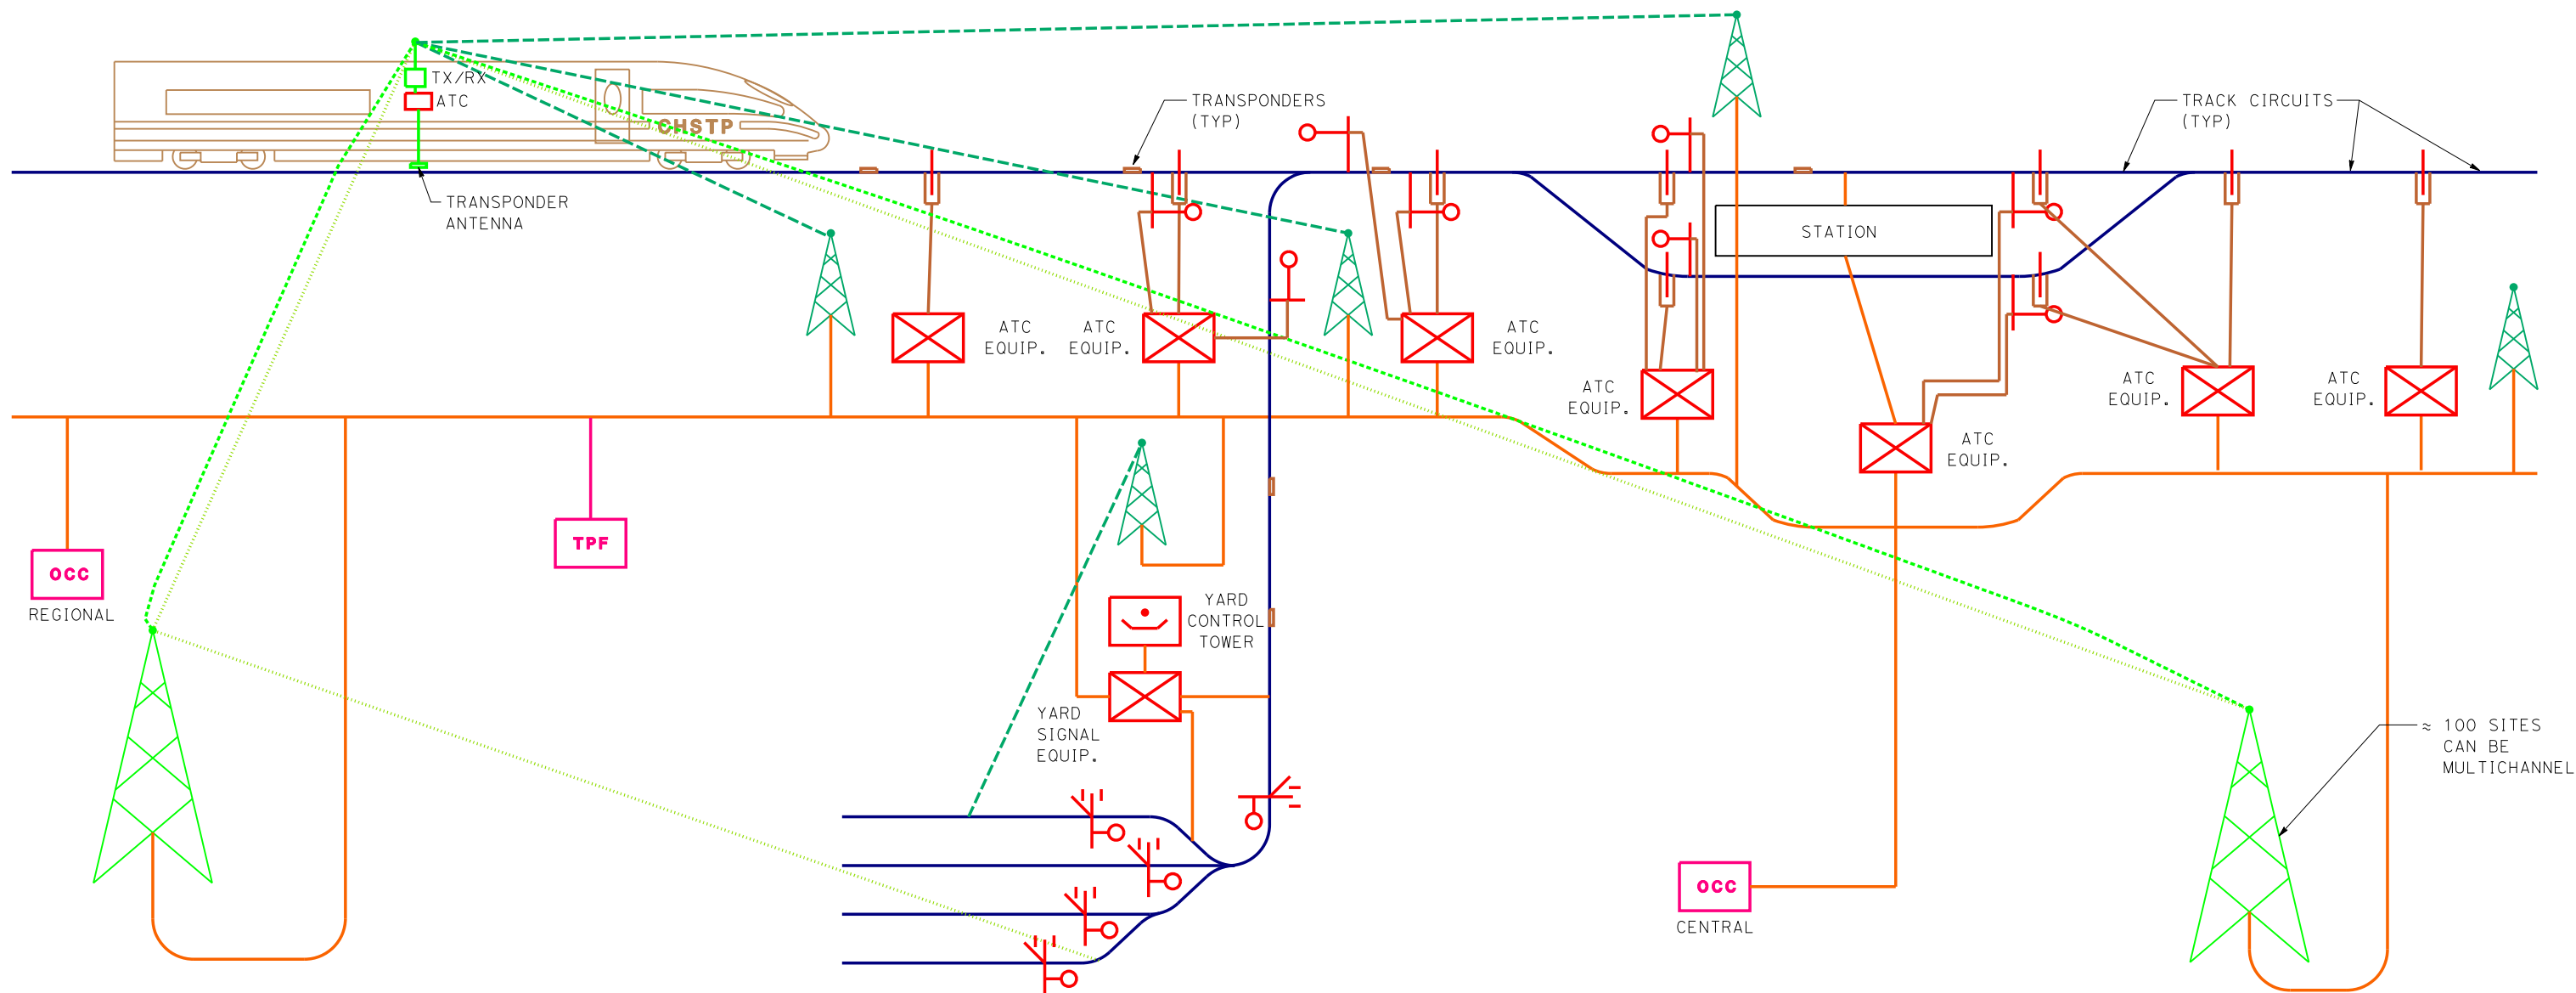 TX/RX
ATC
CHSTP
TRANSPONDERS
(TYP)
TRACK CIRCUITS
(TYP)
TRANSPONDER
ANTENNA
STATION
ATC
EQUIP.
ATC
EQUIP.
ATC
EQUIP.
ATC
EQUIP.
ATC
EQUIP.
ATC
EQUIP.
ATC
EQUIP.
TPF
OCC
REGIONAL
YARD
CONTROL
TOWER
YARD
SIGNAL
EQUIP.
≈ 100 SITES
CAN BE
MULTICHANNEL
OCC
CENTRAL